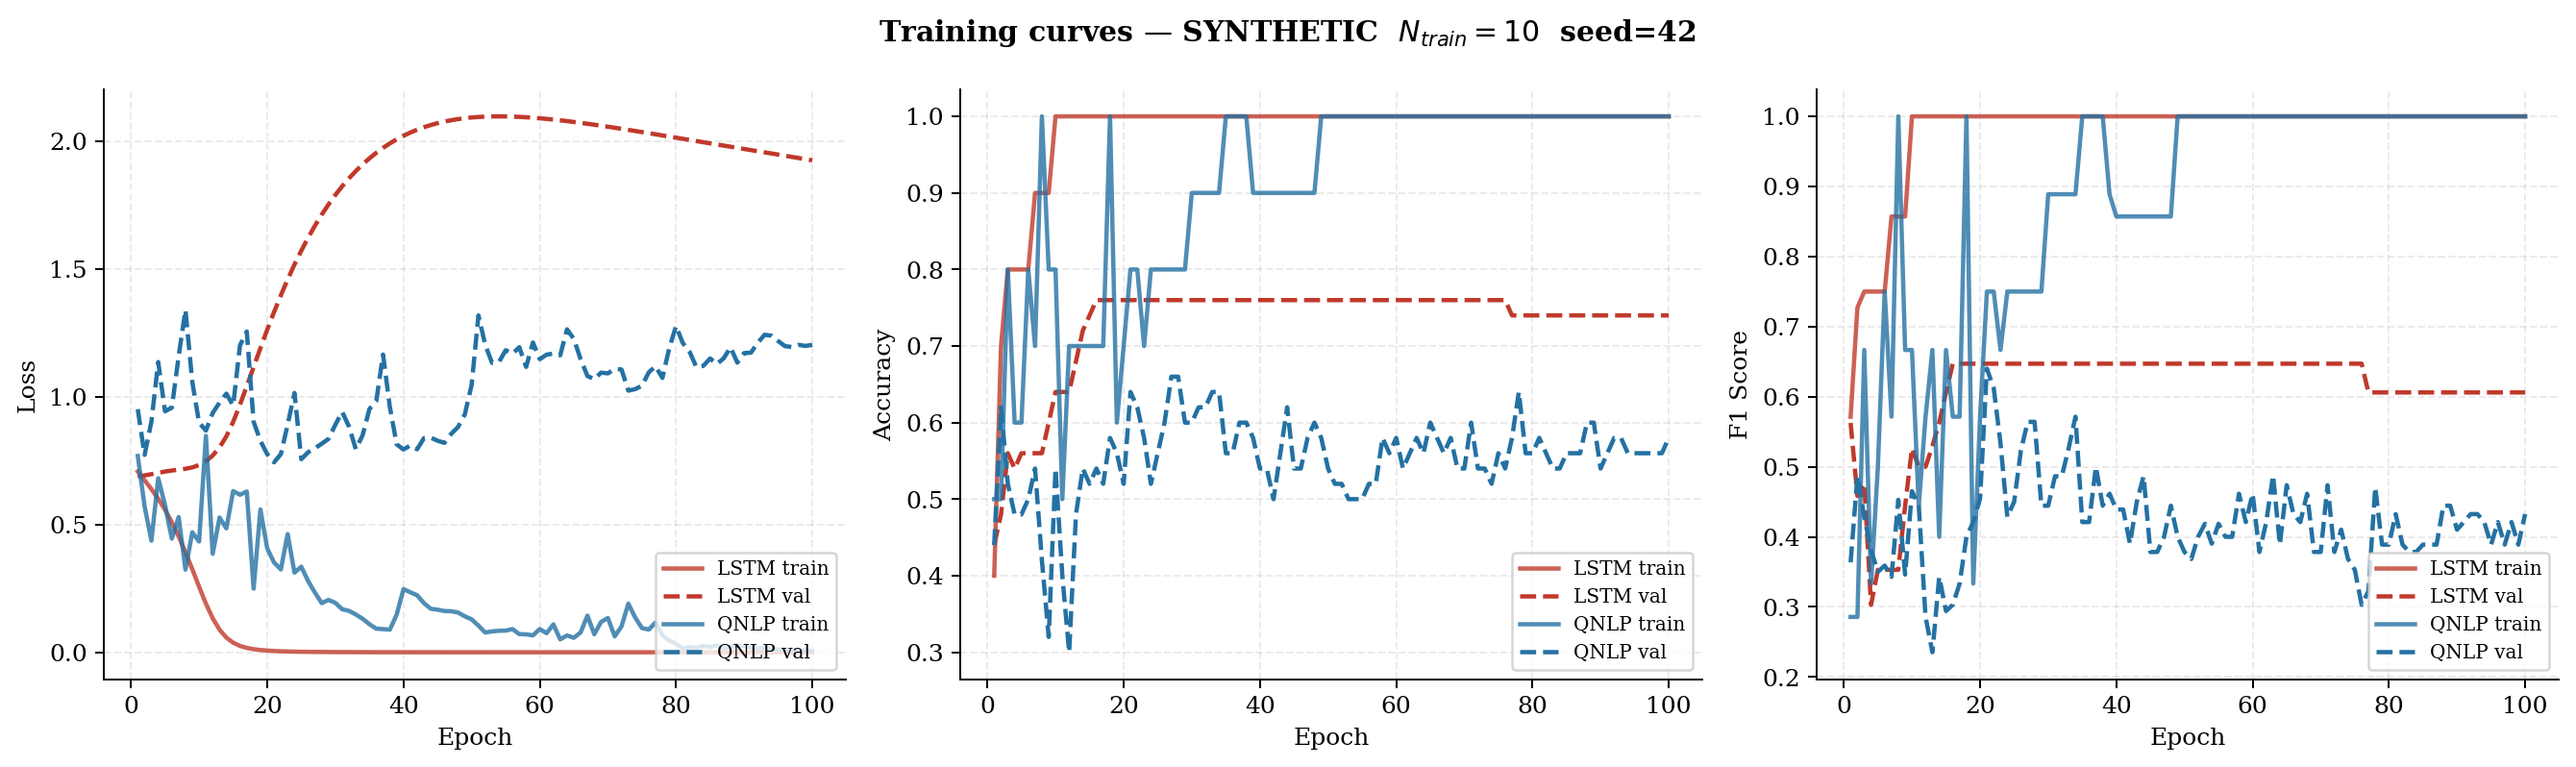 Training curves — SYNTHETIC N_train = 10 seed=42
Loss
2.0
1.5
1.0
0.5
0.0
0 20 40 60 80 100
Epoch
LSTM train
LSTM val
QNLP train
QNLP val
Accuracy
1.0
0.9
0.8
0.7
0.6
0.5
0.4
0.3
0 20 40 60 80 100
Epoch
LSTM train
LSTM val
QNLP train
QNLP val
F1 Score
1.0
0.9
0.8
0.7
0.6
0.5
0.4
0.3
0.2
0 20 40 60 80 100
Epoch
LSTM train
LSTM val
QNLP train
QNLP val